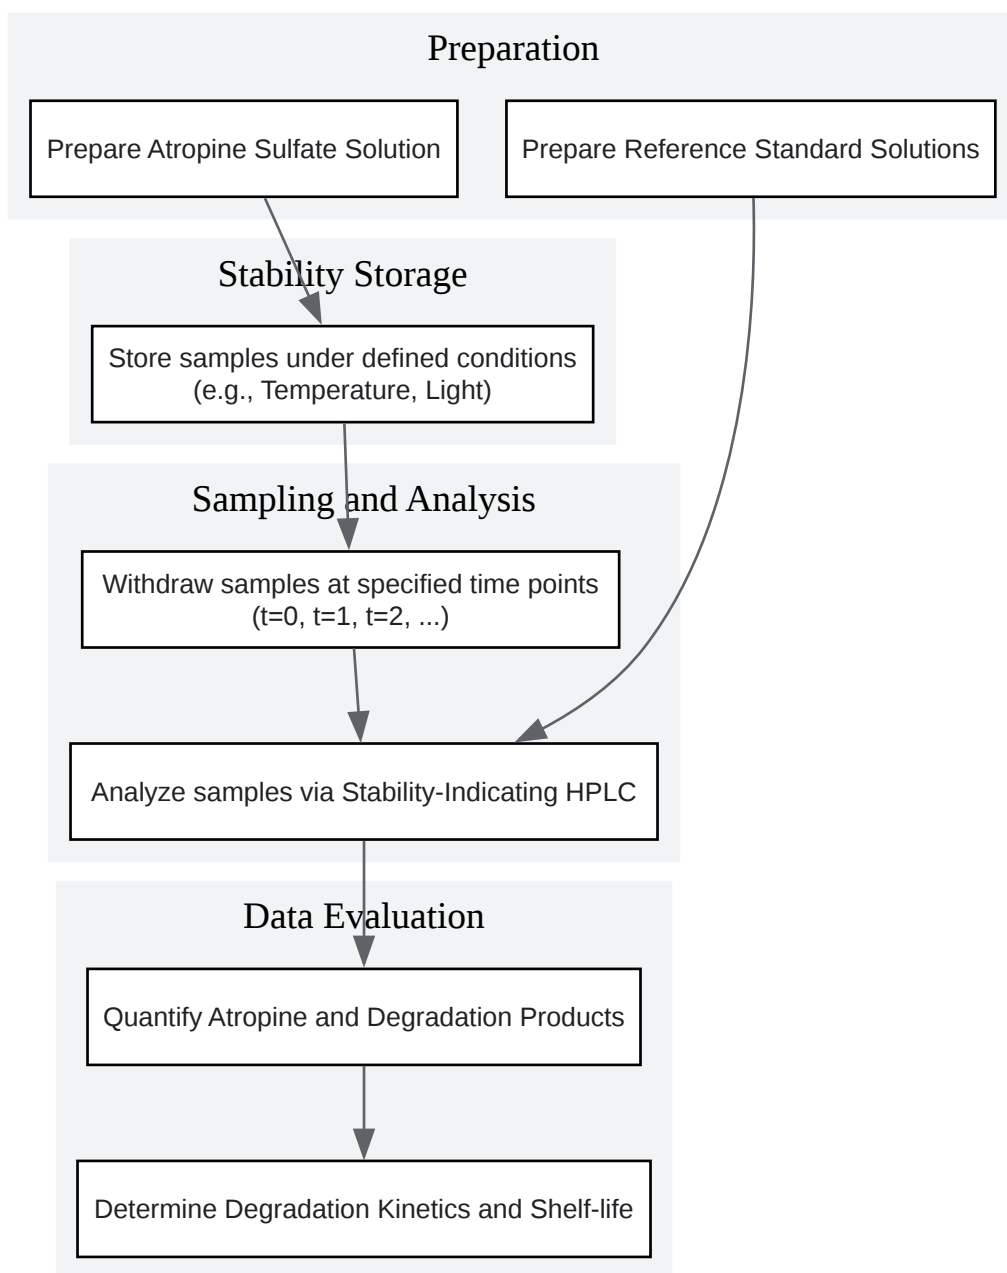 Preparation
Prepare Atropine Sulfate Solution
Prepare Reference Standard Solutions
Stability Storage
Store samples under defined conditions
(e.g., Temperature, Light)
Sampling and Analysis
Withdraw samples at specified time points
(t=0, t=1, t=2, ...)
Analyze samples via Stability-Indicating HPLC
Data Evaluation
Quantify Atropine and Degradation Products
Determine Degradation Kinetics and Shelf-life